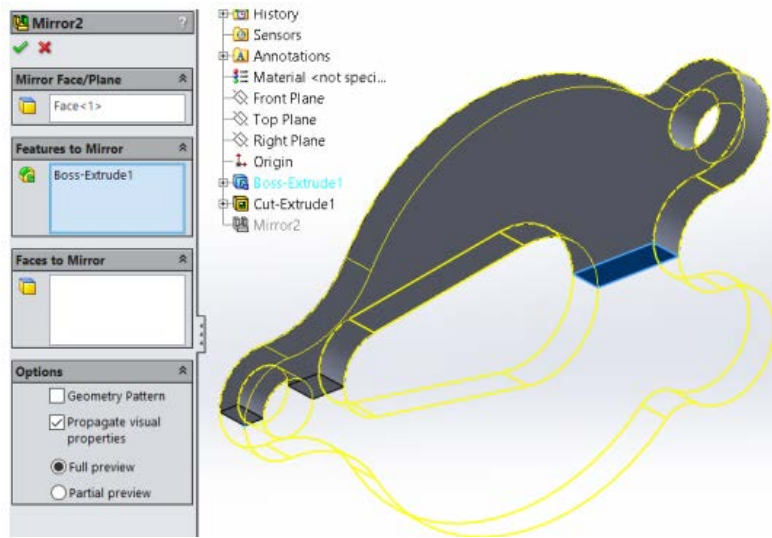 Mirror2
?
Mirror Face/Plane
Face<1>
Features to Mirror
Boss-Extrude1
Faces to Mirror
Options
Geometry Pattern
Propagate visual
properties
Full preview
Partial preview
History
Sensors
Annotations
Material <not speci...
Front Plane
Top Plane
Right Plane
Origin
Boss-Extrude1
Cut-Extrude1
Mirror2